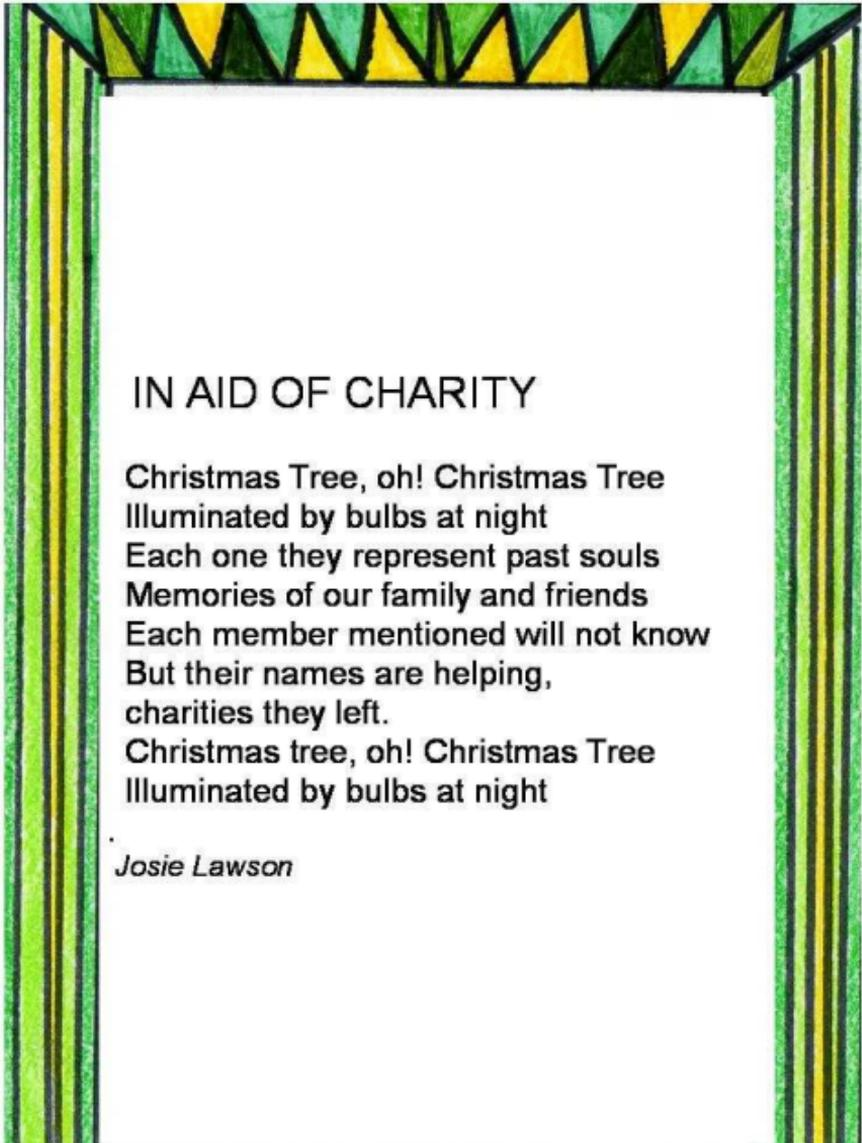 IN AID OF CHARITY
Christmas Tree, oh! Christmas Tree
Illuminated by bulbs at night
Each one they represent past souls
Memories of our family and friends
Each member mentioned will not know
But their names are helping,
charities they left.
Christmas tree, oh! Christmas Tree
Illuminated by bulbs at night
.
Josie Lawson